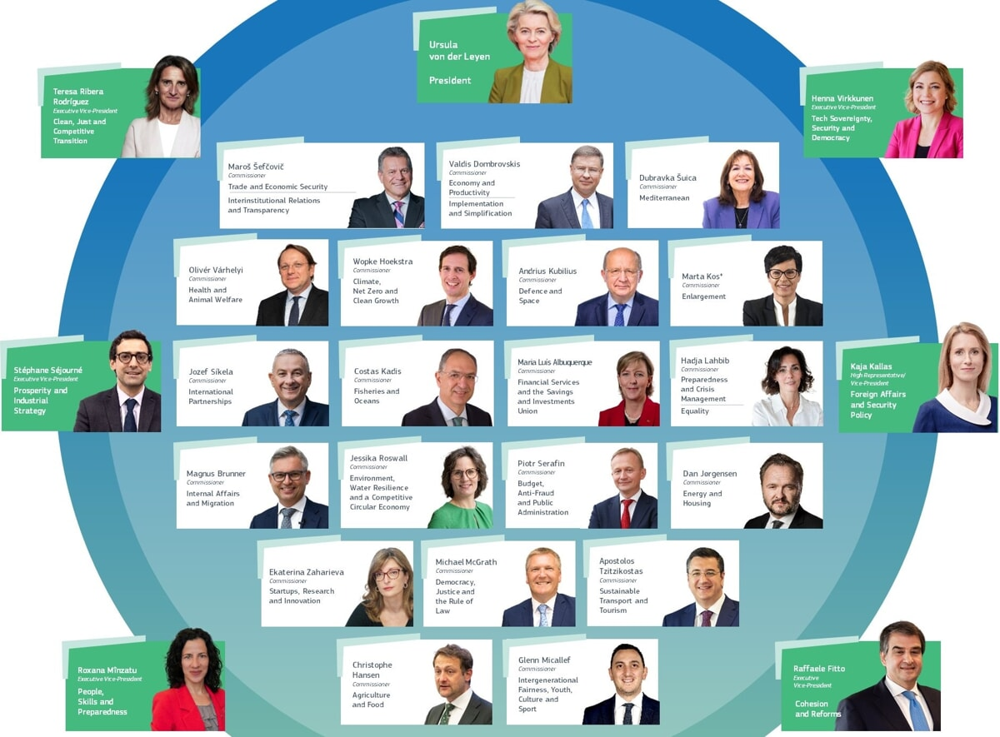 Ursula
von der Leyen
President
Teresa Ribera
Rodríguez
Executive Vice-President
Clean, Just and
Competitive
Transition
Henna Virkkunen
Executive Vice-President
Tech Sovereignty,
Security and
Democracy
Maroš Šefčovič
Commissioner
Trade and Economic Security
Interinstitutional Relations
and Transparency
Valdis Dombrovskis
Commissioner
Economy and
Productivity
Implementation
and Simplification
Dubravka Šuica
Commissioner
Mediterranean
Olivér Várhelyi
Commissioner
Health and
Animal Welfare
Wopke Hoekstra
Commissioner
Climate,
Net Zero and
Clean Growth
Andrius Kubilius
Commissioner
Defence and
Space
Marta Kos*
Commissioner
Enlargement
Stéphane Séjourné
Executive Vice-President
Prosperity and
Industrial
Strategy
Jozef Síkela
Commissioner
International
Partnerships
Costas Kadis
Commissioner
Fisheries and
Oceans
Maria Luís Albuquerque
Commissioner
Financial Services
and the Savings
and Investments
Union
Hadja Lahbib
Commissioner
Preparedness
and Crisis
Management
Equality
Kaja Kallas
High Representative/
Vice-President
Foreign Affairs
and Security
Policy
Magnus Brunner
Commissioner
Internal Affairs
and Migration
Jessika Roswall
Commissioner
Environment,
Water Resilience
and a Competitive
Circular Economy
Piotr Serafin
Commissioner
Budget,
Anti-Fraud
and Public
Administration
Dan Jørgensen
Commissioner
Energy and
Housing
Ekaterina Zaharieva
Commissioner
Startups, Research
and Innovation
Michael McGrath
Commissioner
Democracy,
Justice and
the Rule of
Law
Apostolos
Tzitzikostas
Commissioner
Sustainable
Transport and
Tourism
Roxana Mînzatu
Executive Vice-President
People,
Skills and
Preparedness
Christophe
Hansen
Commissioner
Agriculture
and Food
Glenn Micallef
Commissioner
Intergenerational
Fairness, Youth,
Culture and
Sport
Raffaele Fitto
Executive
Vice-President
Cohesion
and Reforms